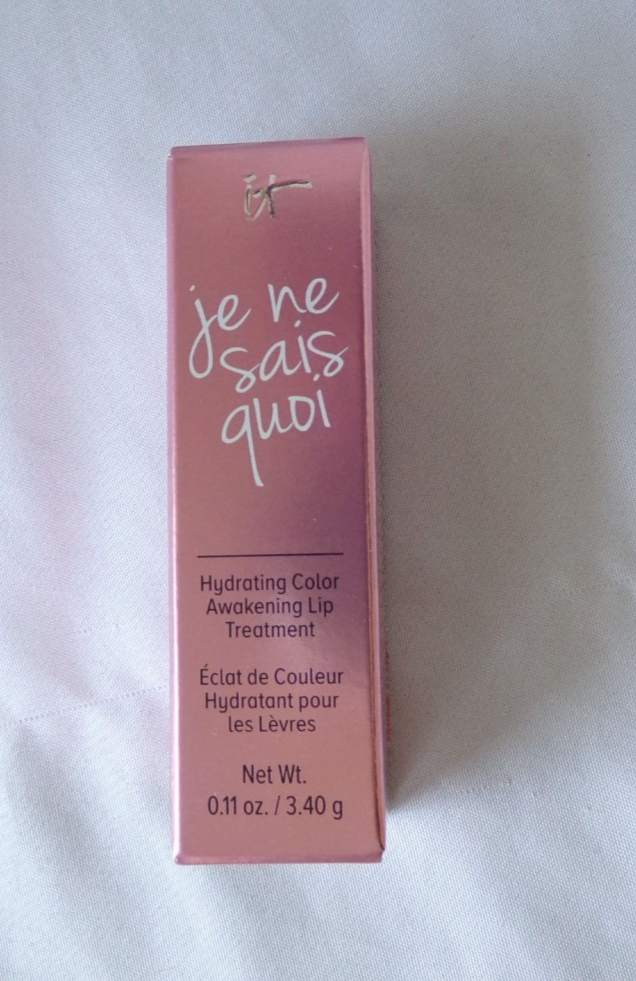 it
je ne
sais
quoi
Hydrating Color
Awakening Lip
Treatment
Éclat de Couleur
Hydratant pour
les Lèvres
Net Wt.
0.11 oz. / 3.40 g